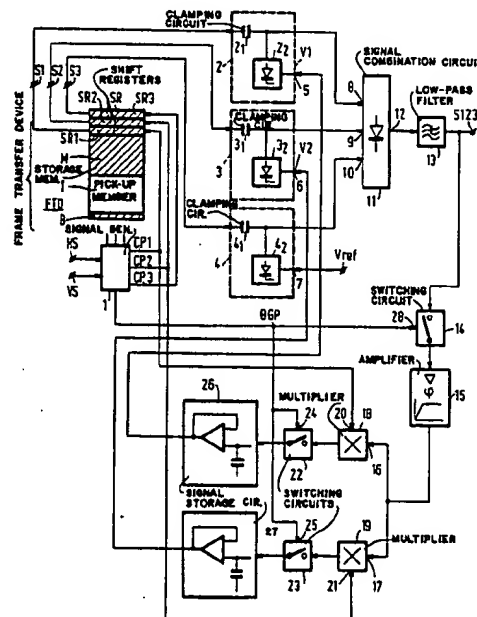 CLAMPING
CIRCUIT
S1 S2 S3
2₁
2₂
2
V1
5
SIGNAL
COMBINATION CIRCUIT
SHIFT
REGISTERS
SR2 SR SR3
SR1
M
STORAGE
MEM.
T
PICK-UP
MEMBER
FTD
B
FRAME TRANSFER DEVICE
CLAMPING CIR.
3₁
3₂
3
V2
6
8
9
10
11
12
LOW-PASS
FILTER
13
S123
CLAMPING
CIR.
4₁
4₂
4
7
Vref
SIGNAL GEN.
HS
VS
CP1
CP2
CP3
1
BGP
SWITCHING
CIRCUIT
28
14
AMPLIFIER
φ
15
26
MULTIPLIER
24
20
18
22
16
SIGNAL
STORAGE CIR.
SWITCHING
CIRCUITS
27
25
19
MULTIPLIER
23
21
17